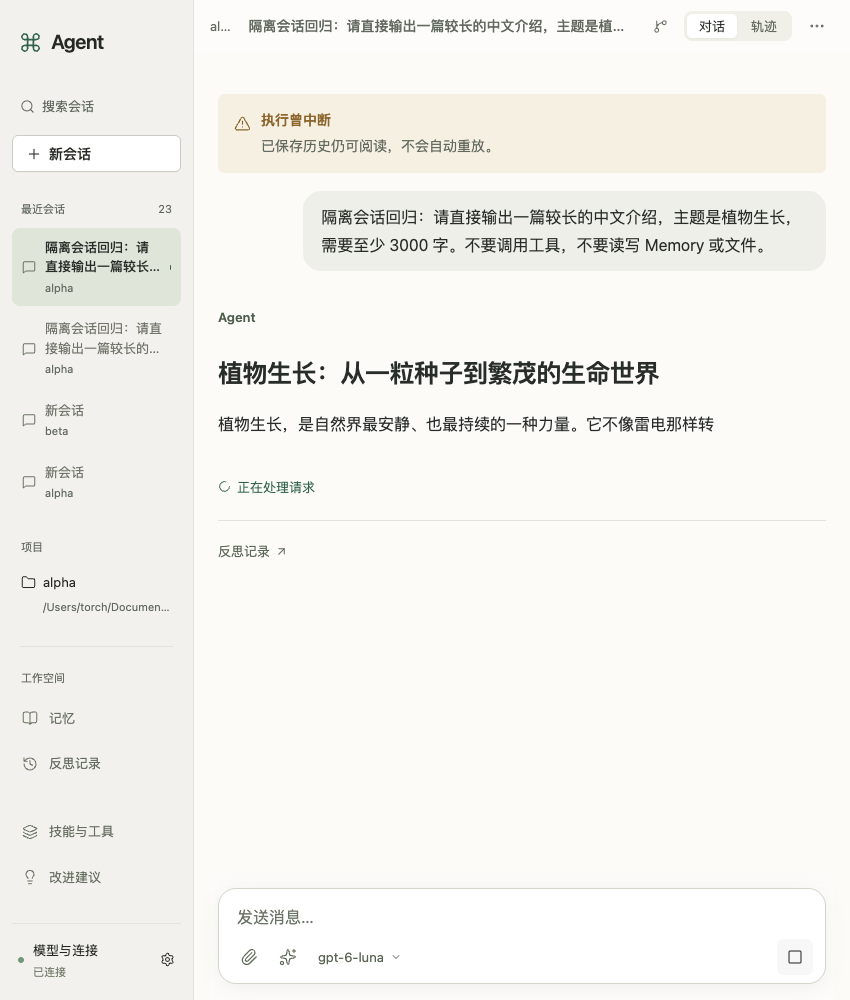 Agent
搜索会话
新会话
最近会话 23
隔离会话回归：请
直接输出一篇较长...
alpha
隔离会话回归：请直
接输出一篇较长的...
alpha
新会话
beta
新会话
alpha
项目
alpha
/Users/torch/Documen...
工作空间
记忆
反思记录
技能与工具
改进建议
模型与连接
已连接
al... 隔离会话回归：请直接输出一篇较长的中文介绍，主题是植... 对话 轨迹
执行曾中断
已保存历史仍可阅读，不会自动重放。
隔离会话回归：请直接输出一篇较长的中文介绍，主题是植物生长，
需要至少 3000 字。不要调用工具，不要读写 Memory 或文件。
Agent
植物生长：从一粒种子到繁茂的生命世界
植物生长，是自然界最安静、也最持续的一种力量。它不像雷电那样转
正在处理请求
反思记录
发送消息...
gpt-6-luna